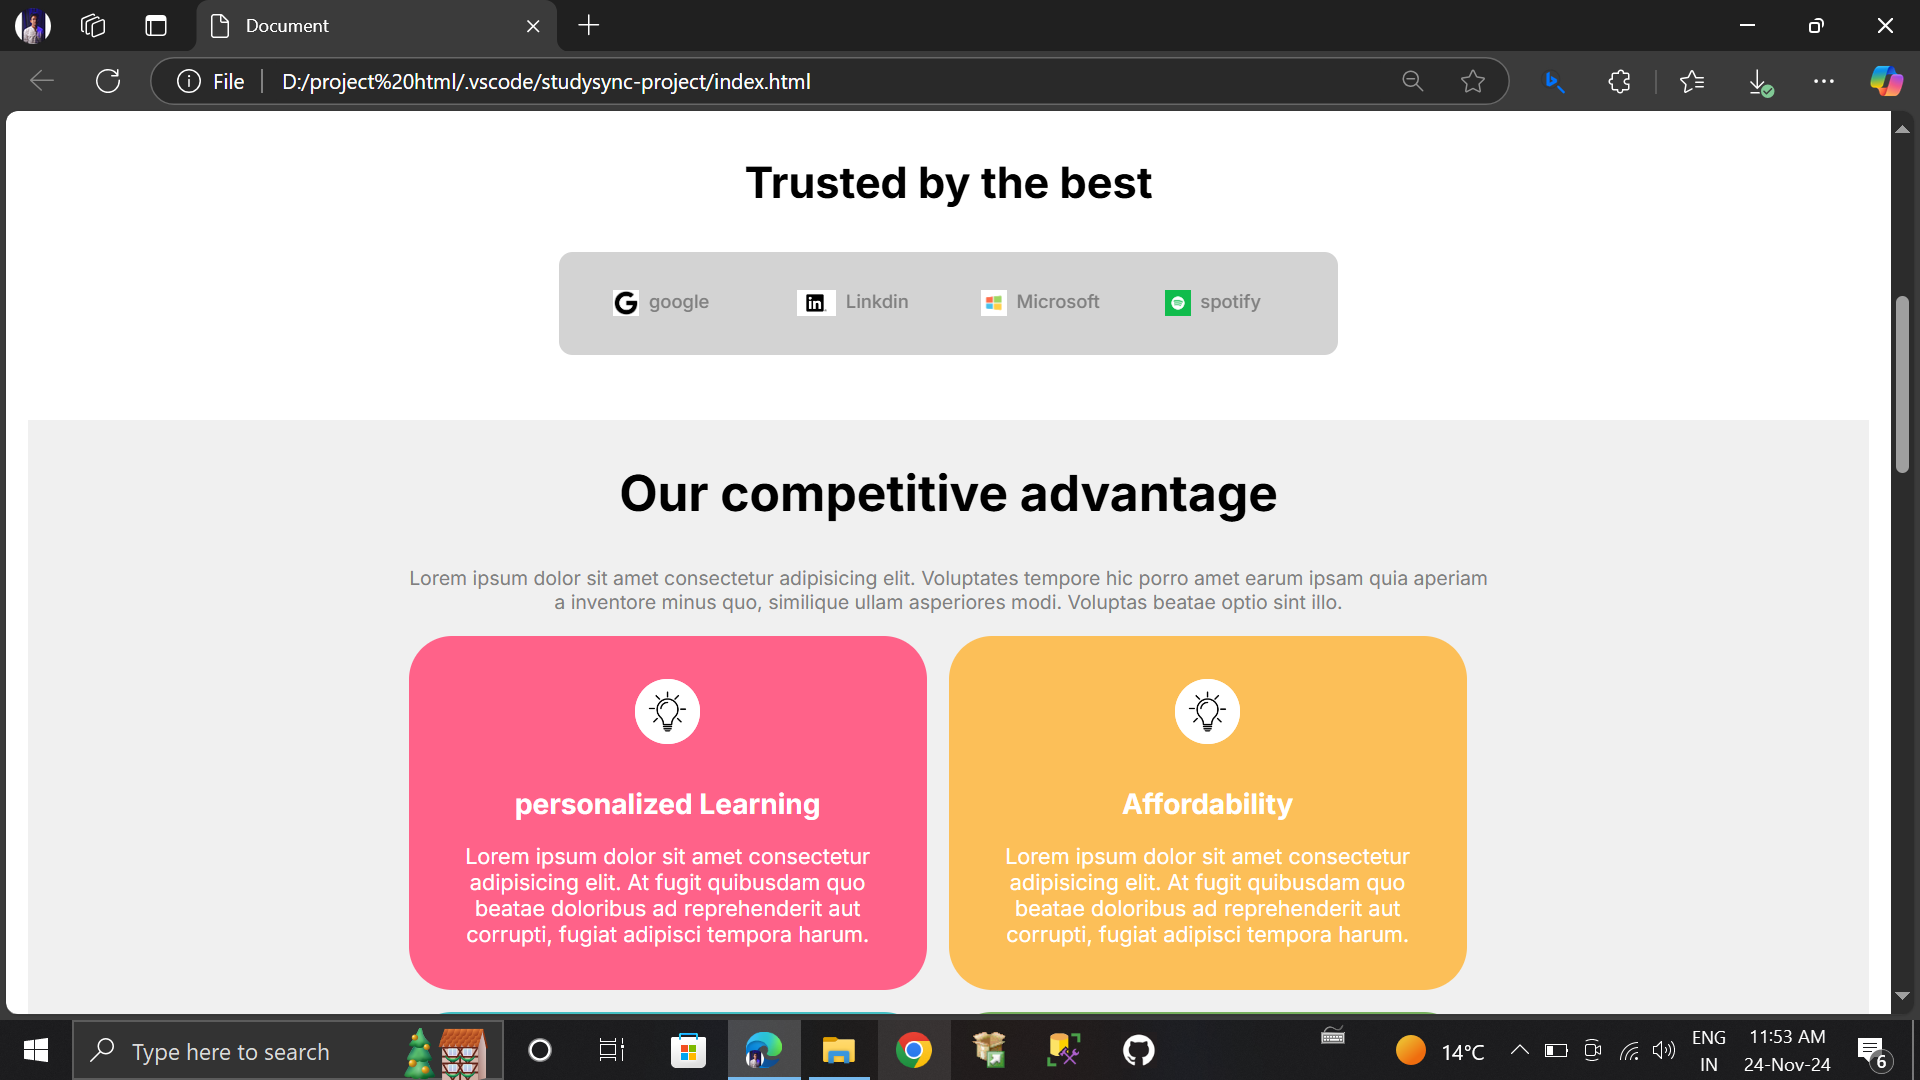 Document
File
D:/project%20html/.vscode/studysync-project/index.html
Trusted by the best
G google
in Linkdin
Microsoft
spotify
Our competitive advantage
Lorem ipsum dolor sit amet consectetur adipisicing elit. Voluptates tempore hic porro amet earum ipsam quia aperiam
a inventore minus quo, similique ullam asperiores modi. Voluptas beatae optio sint illo.
personalized Learning
Lorem ipsum dolor sit amet consectetur
adipisicing elit. At fugit quibusdam quo
beatae doloribus ad reprehenderit aut
corrupti, fugiat adipisci tempora harum.
Affordability
Lorem ipsum dolor sit amet consectetur
adipisicing elit. At fugit quibusdam quo
beatae doloribus ad reprehenderit aut
corrupti, fugiat adipisci tempora harum.
Type here to search
14°C
ENG
IN
11:53 AM
24-Nov-24
6